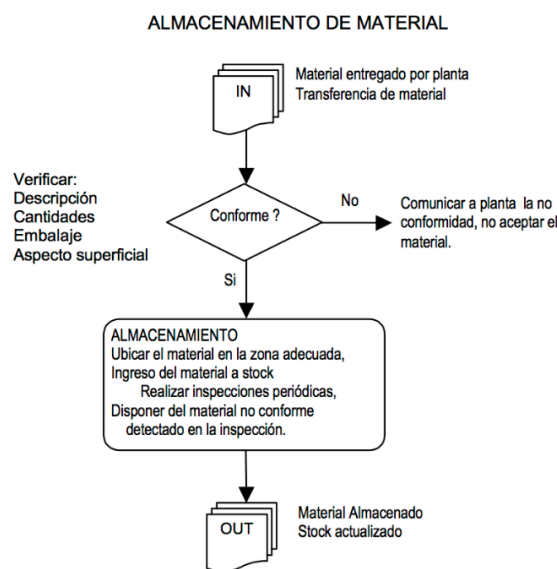 ALMACENAMIENTO DE MATERIAL
IN
Material entregado por planta
Transferencia de material
Verificar:
Descripción
Cantidades
Embalaje
Aspecto superficial
Conforme ?
No
Comunicar a planta la no
conformidad, no aceptar el
material.
Si
ALMACENAMIENTO
Ubicar el material en la zona adecuada,
Ingreso del material a stock
Realizar inspecciones periódicas,
Disponer del material no conforme
detectado en la inspección.
OUT
Material Almacenado
Stock actualizado